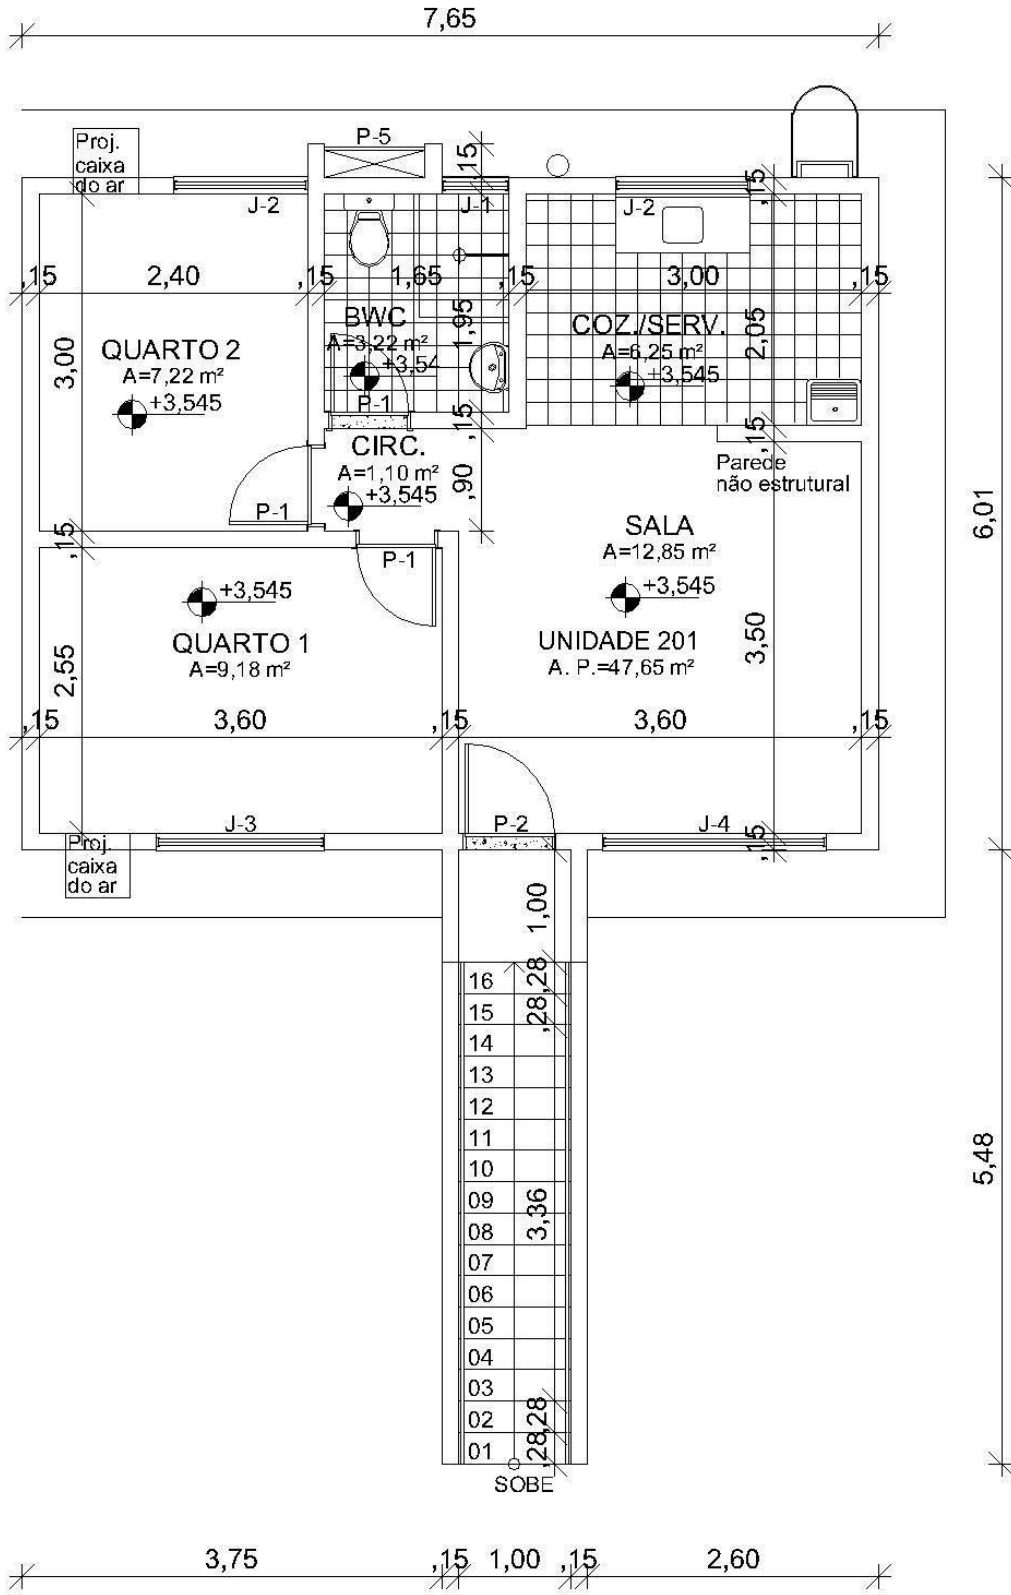 7,65
Proj.
caixa
do ar
P-5
,15
J-2
J-1
J-2
,15
,15
2,40
,15
1,65
,15
3,00
,15
BWC
A=3,22 m²
+3,54
1,95
COZ./SERV.
A=6,25 m²
+3,545
2,05
QUARTO 2
A=7,22 m²
+3,545
3,00
P-1
,15
CIRC.
A=1,10 m²
+3,545
,90
,15
Parede
não estrutural
P-1
P-1
,15
SALA
A=12,85 m²
+3,545
6,01
+3,545
QUARTO 1
A=9,18 m²
2,55
UNIDADE 201
A. P.=47,65 m²
3,50
,15
3,60
,15
3,60
,15
J-3
P-2
J-4
,15
Proj.
caixa
do ar
1,00
16
,28
15
,28
14
13
12
11
10
09
3,36
08
07
06
05
04
03
02
,28
01
,28
SOBE
5,48
3,75
,15
1,00
,15
2,60